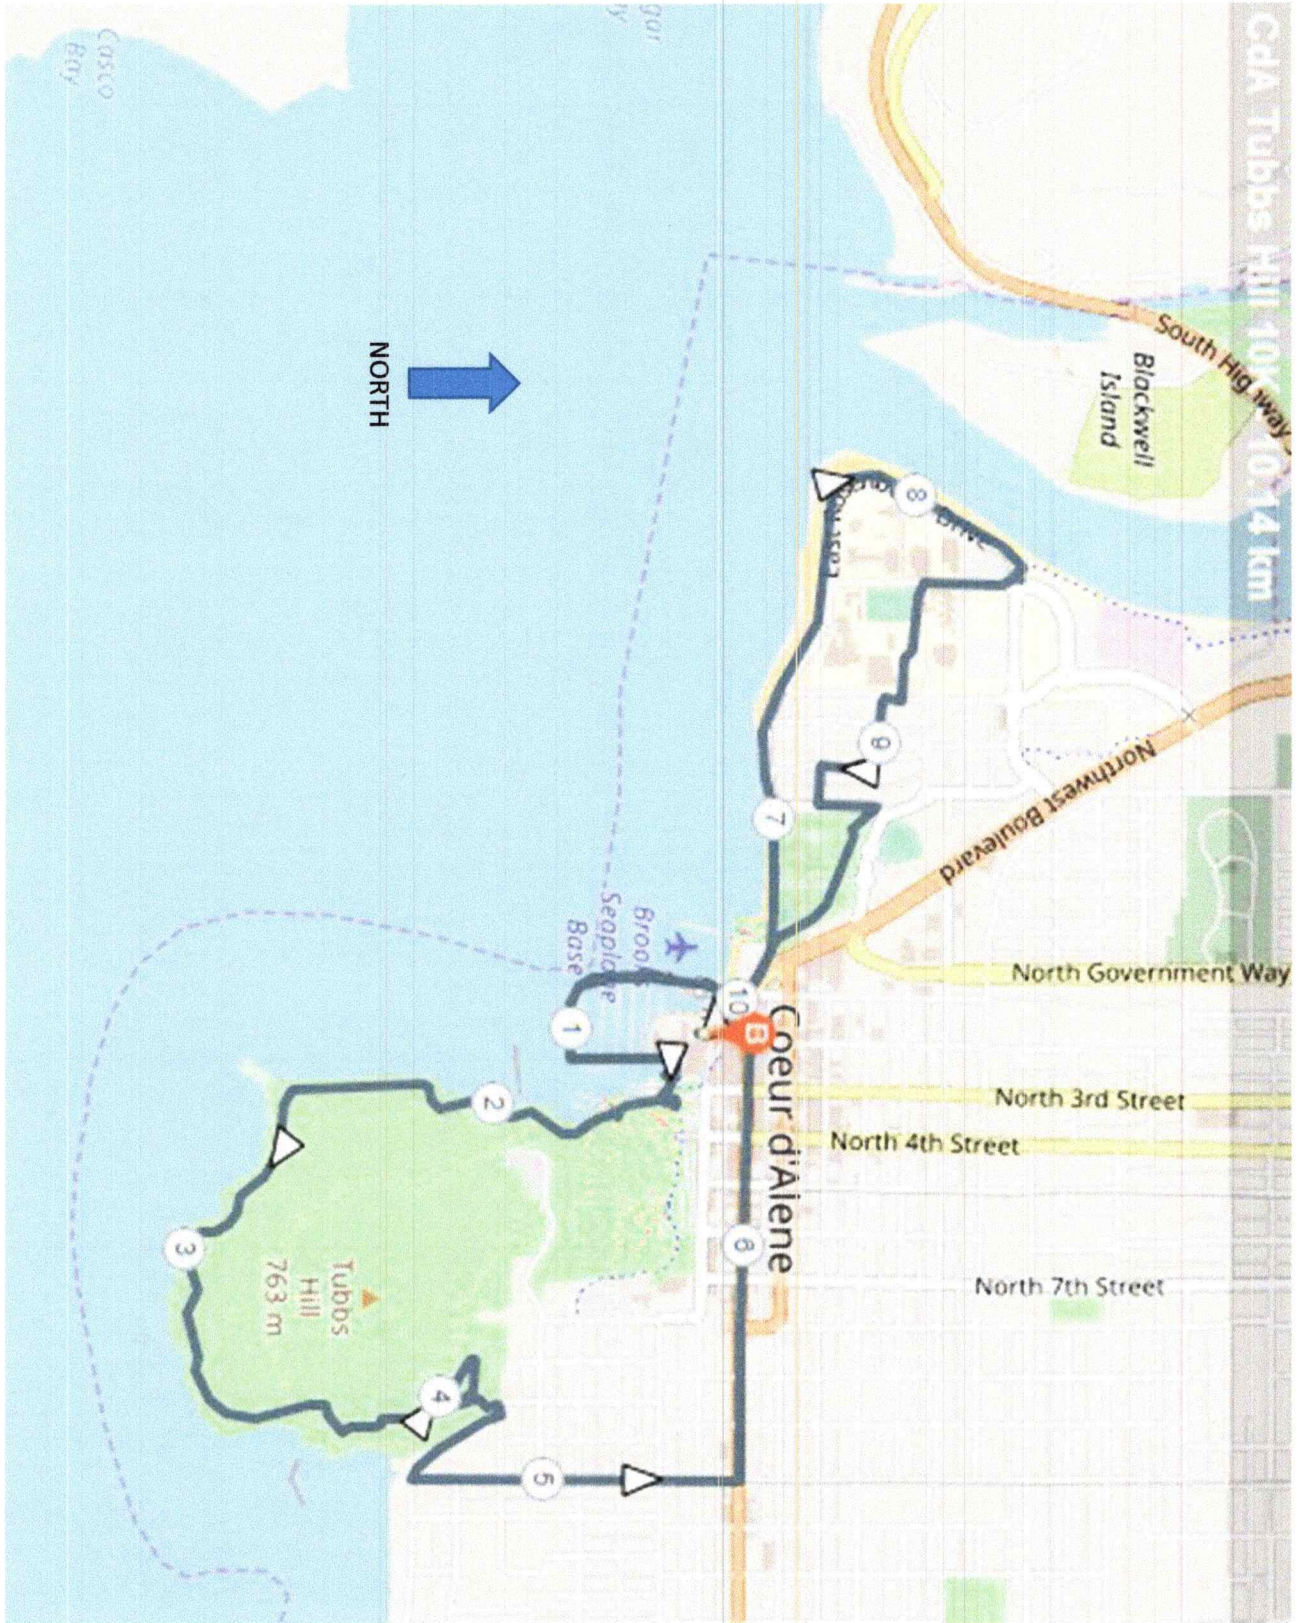 CdA Tubbs Hill 10K 10.14 km
South Highway
Blackwell
Island
Drive
8
9
7
Northwest Boulevard
North Government Way
North 3rd Street
North 4th Street
North 7th Street
Coeur d'Alene
10
B
6
Seaplane
Base
1
2
3
Tubbs
Hill
763 m
4
5
NORTH
Casco
Bay